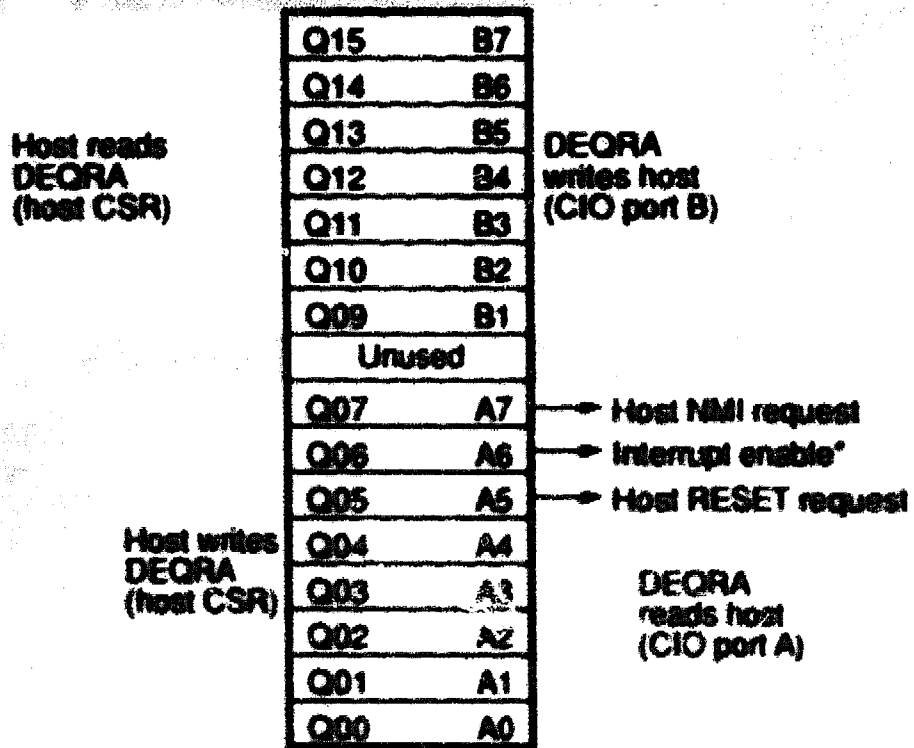 Q15 B7
Q14 B6
Q13 B5
Host reads
DEQRA
(host CSR)
Q12 B4
DEQRA
writes host
(CIO port B)
Q11 B3
Q10 B2
Q09 B1
Unused
Q07 A7 Host NMI request
Q06 A6 Interrupt enable*
Q05 A5 Host RESET request
Q04 A4
Host writes
DEQRA
(host CSR)
Q03 A3
DEQRA
reads host
(CIO port A)
Q02 A2
Q01 A1
Q00 A0